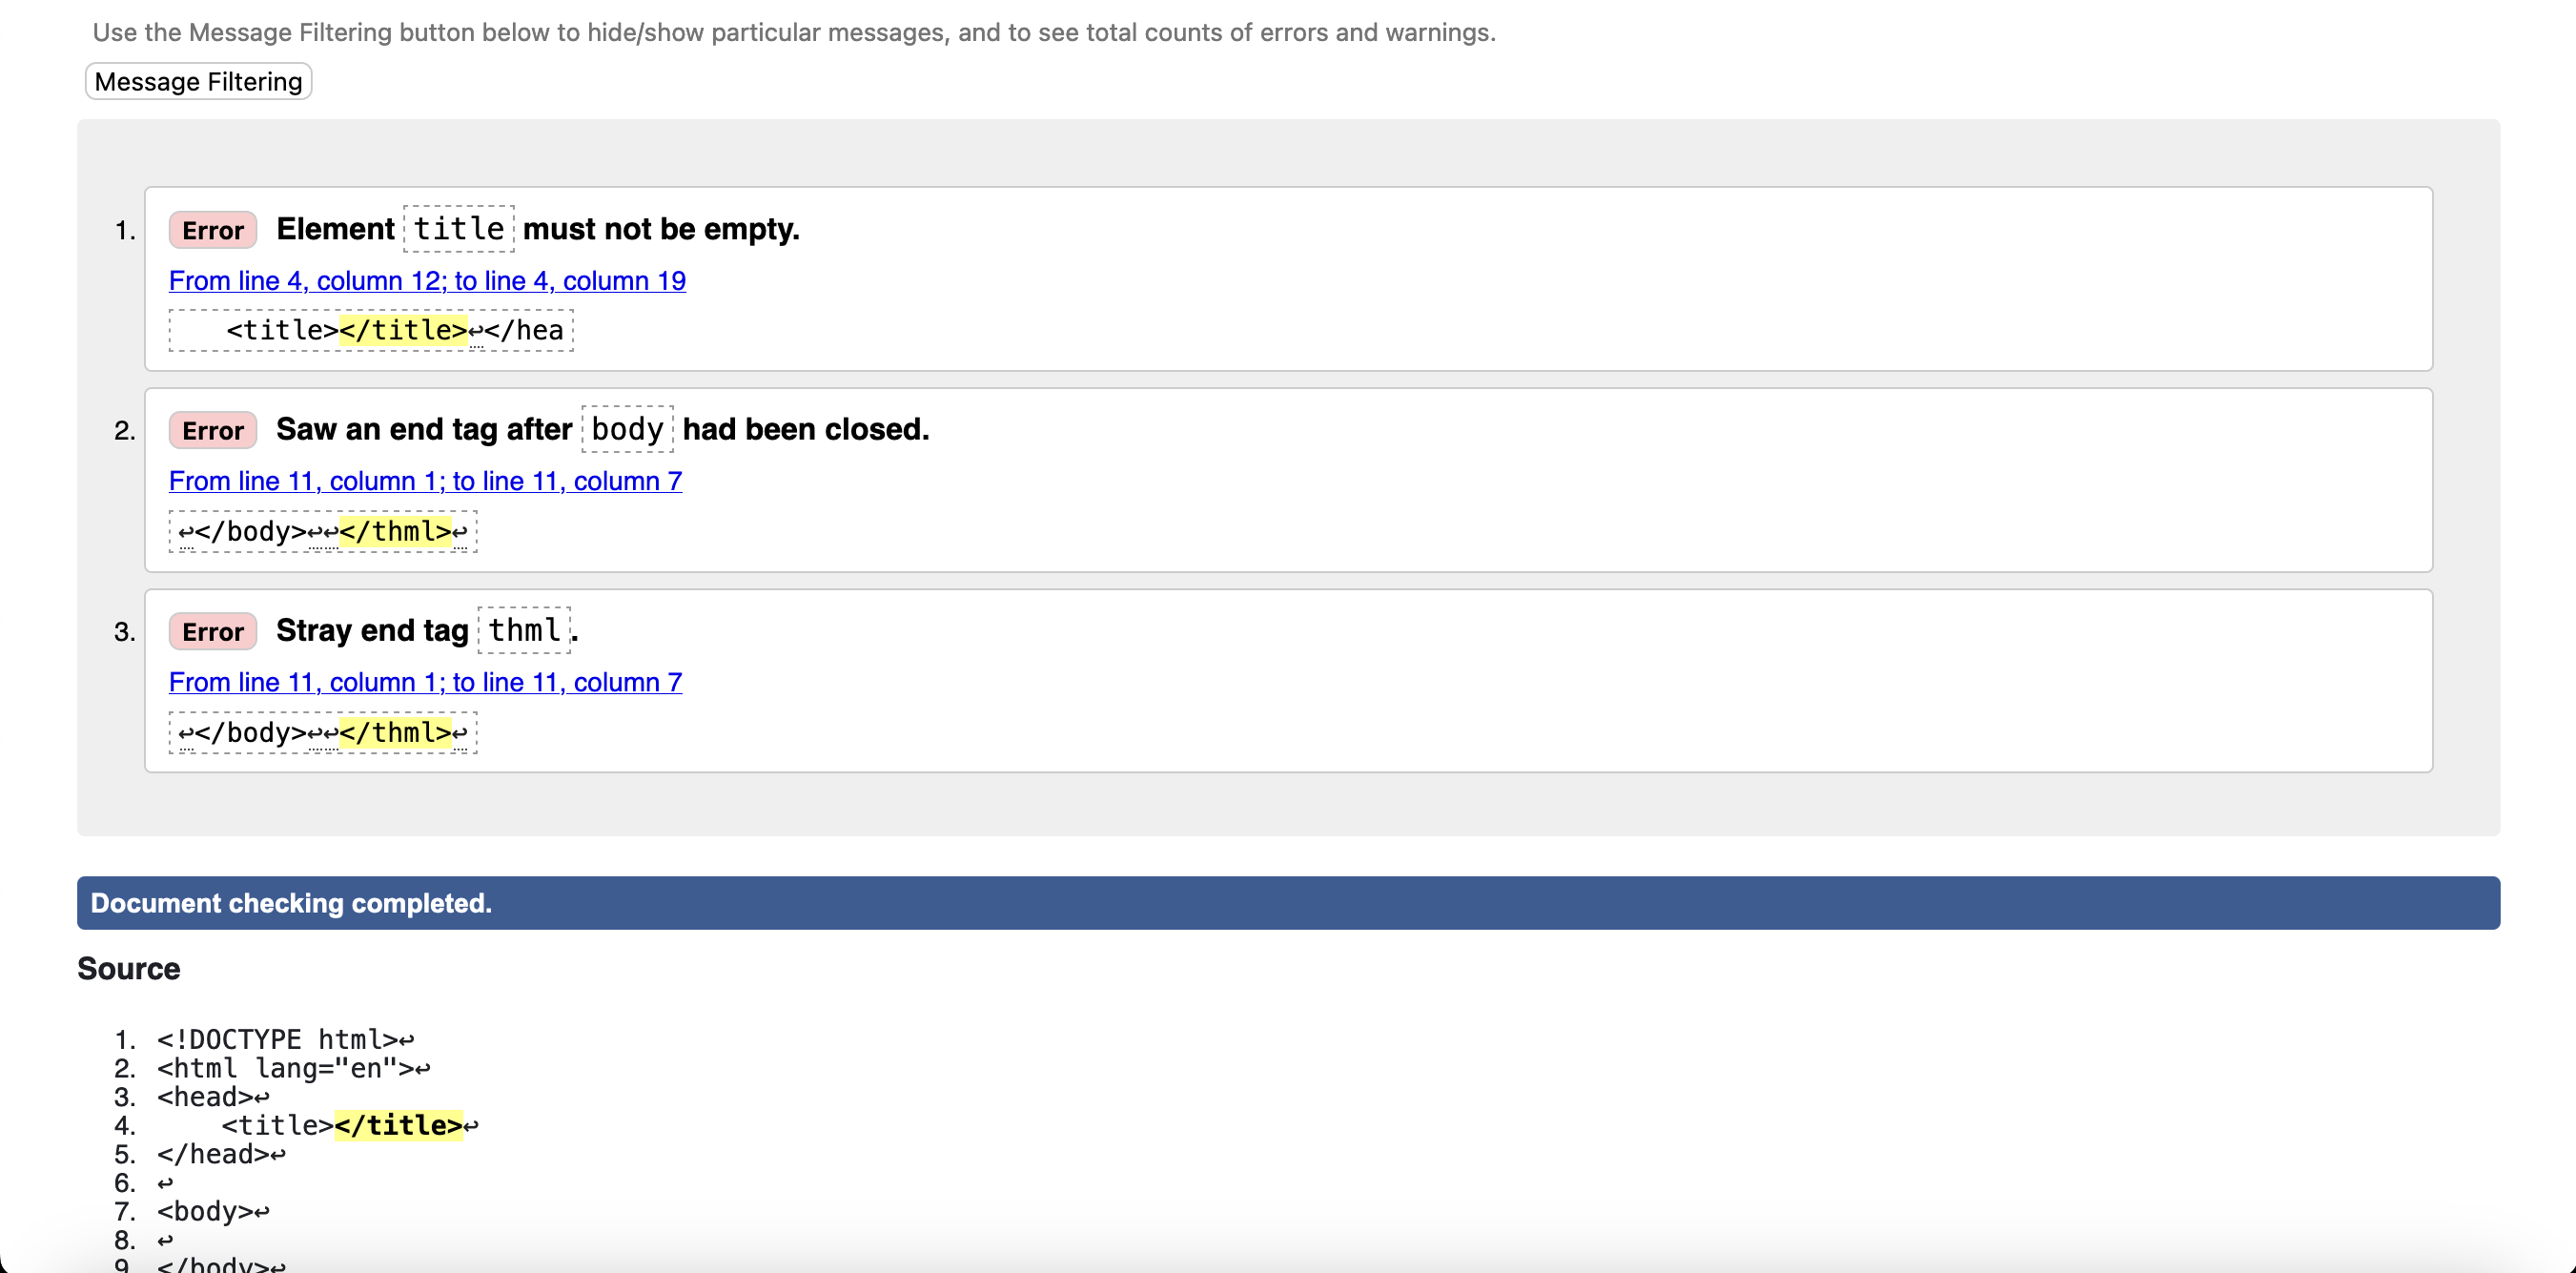 Use the Message Filtering button below to hide/show particular messages, and to see total counts of errors and warnings.
Message Filtering
1. Error Element title must not be empty.
From line 4, column 12; to line 4, column 19
<title></title>↩</hea
2. Error Saw an end tag after body had been closed.
From line 11, column 1; to line 11, column 7
↩</body>↩↩</thml>↩
3. Error Stray end tag thml.
From line 11, column 1; to line 11, column 7
↩</body>↩↩</thml>↩
Document checking completed.
Source
1. <!DOCTYPE html>↩
2. <html lang="en">↩
3. <head>↩
4.     <title></title>↩
5. </head>↩
6. ↩
7. <body>↩
8. ↩
9. </body>↩